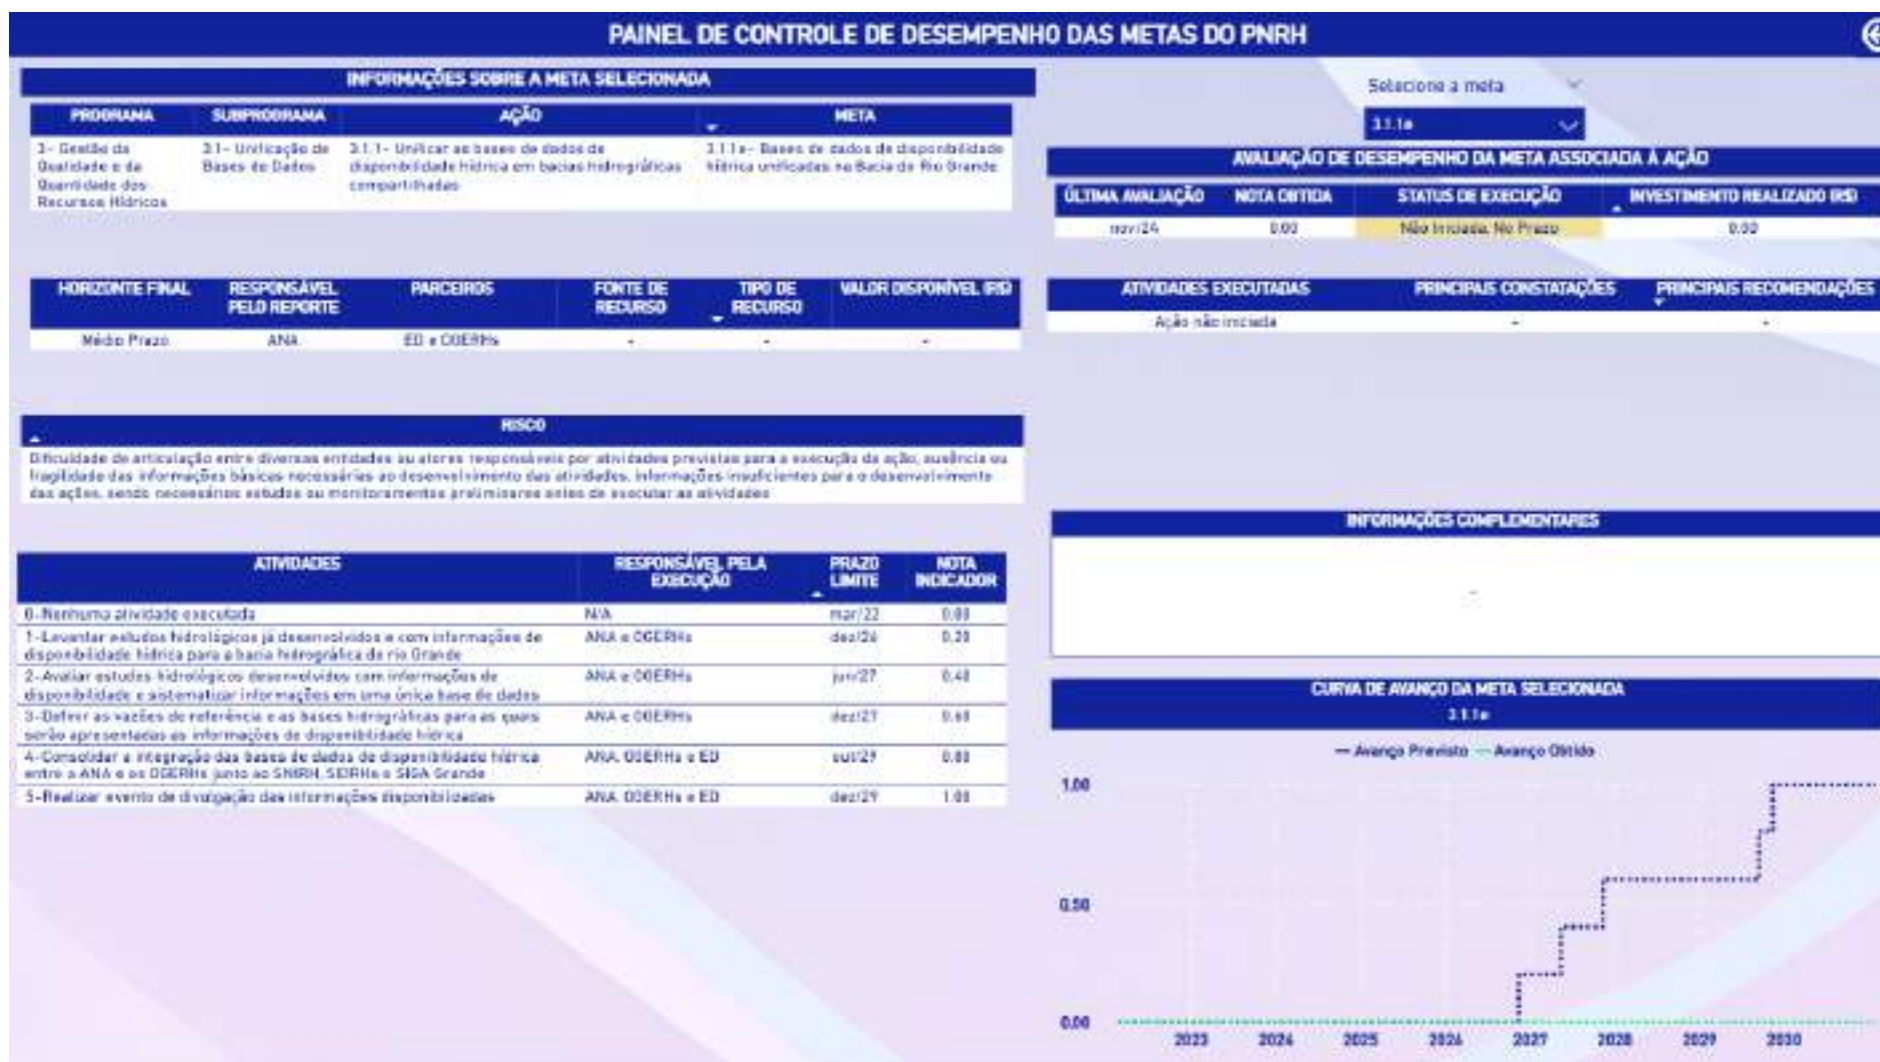 PAINEL DE CONTROLE DE DESEMPENHO DAS METAS DO PNRH
INFORMAÇÕES SOBRE A META SELECIONADA
PROGRAMA
SUBPROGRAMA
AÇÃO
META
3- Gestão da
Qualidade e da
Quantidade dos
Recursos Hídricos
3.1- Unificação de
Bases de Dados
3.1.1- Unificar as bases de dados de
disponibilidade hídrica em bacias hidrográficas
compartilhadas
3.1.1a- Bases de dados de disponibilidade
hídrica unificadas na Bacia do Rio Grande
HORIZONTE FINAL
RESPONSÁVEL
PELO REPORTE
PARCEIROS
FONTE DE
RECURSO
TIPO DE
RECURSO
VALOR DISPONÍVEL (R$)
Médio Prazo
ANA
ED e OGERHs
-
-
-
RISCO
Dificuldade de articulação entre diversas entidades ou atores responsáveis por atividades previstas para a execução da ação, ausência ou
fragilidade das informações básicas necessárias ao desenvolvimento das atividades, informações insuficientes para o desenvolvimento
das ações, sendo necessários estudos ou monitoramentos preliminares antes de executar as atividades
ATIVIDADES
RESPONSÁVEL PELA
EXECUÇÃO
PRAZO
LIMITE
NOTA
INDICADOR
0-Nenhuma atividade executada
N/A
mar/22
0.00
1-Levantar estudos hidrológicos já desenvolvidos e com informações de
disponibilidade hídrica para a bacia hidrográfica do rio Grande
ANA e OGERHs
dez/26
0.20
2-Avaliar estudos hidrológicos desenvolvidos com informações de
disponibilidade e sistematizar informações em uma única base de dados
ANA e OGERHs
jun/27
0.40
3-Definir as vazões de referência e as bases hidrográficas para as quais
serão apresentadas as informações de disponibilidade hídrica
ANA e OGERHs
dez/27
0.60
4-Consolidar a integração das bases de dados de disponibilidade hídrica
entre a ANA e os OGERHs junto ao SNIRH, SEIRHs e SIGA Grande
ANA, OGERHs e ED
out/29
0.80
5-Realizar evento de divulgação das informações disponibilizadas
ANA, OGERHs e ED
dez/29
1.00
Selecione a meta
3.1.1a
AVALIAÇÃO DE DESEMPENHO DA META ASSOCIADA À AÇÃO
ÚLTIMA AVALIAÇÃO
NOTA OBTIDA
STATUS DE EXECUÇÃO
INVESTIMENTO REALIZADO (R$)
nov/24
0.00
Não Iniciada, No Prazo
0.00
ATIVIDADES EXECUTADAS
PRINCIPAIS CONSTATAÇÕES
PRINCIPAIS RECOMENDAÇÕES
Ação não iniciada
-
-
INFORMAÇÕES COMPLEMENTARES
-
CURVA DE AVANÇO DA META SELECIONADA
3.1.1a
Avanço Previsto
Avanço Obtido
1.00
0.50
0.00
2023
2024
2025
2026
2027
2028
2029
2030